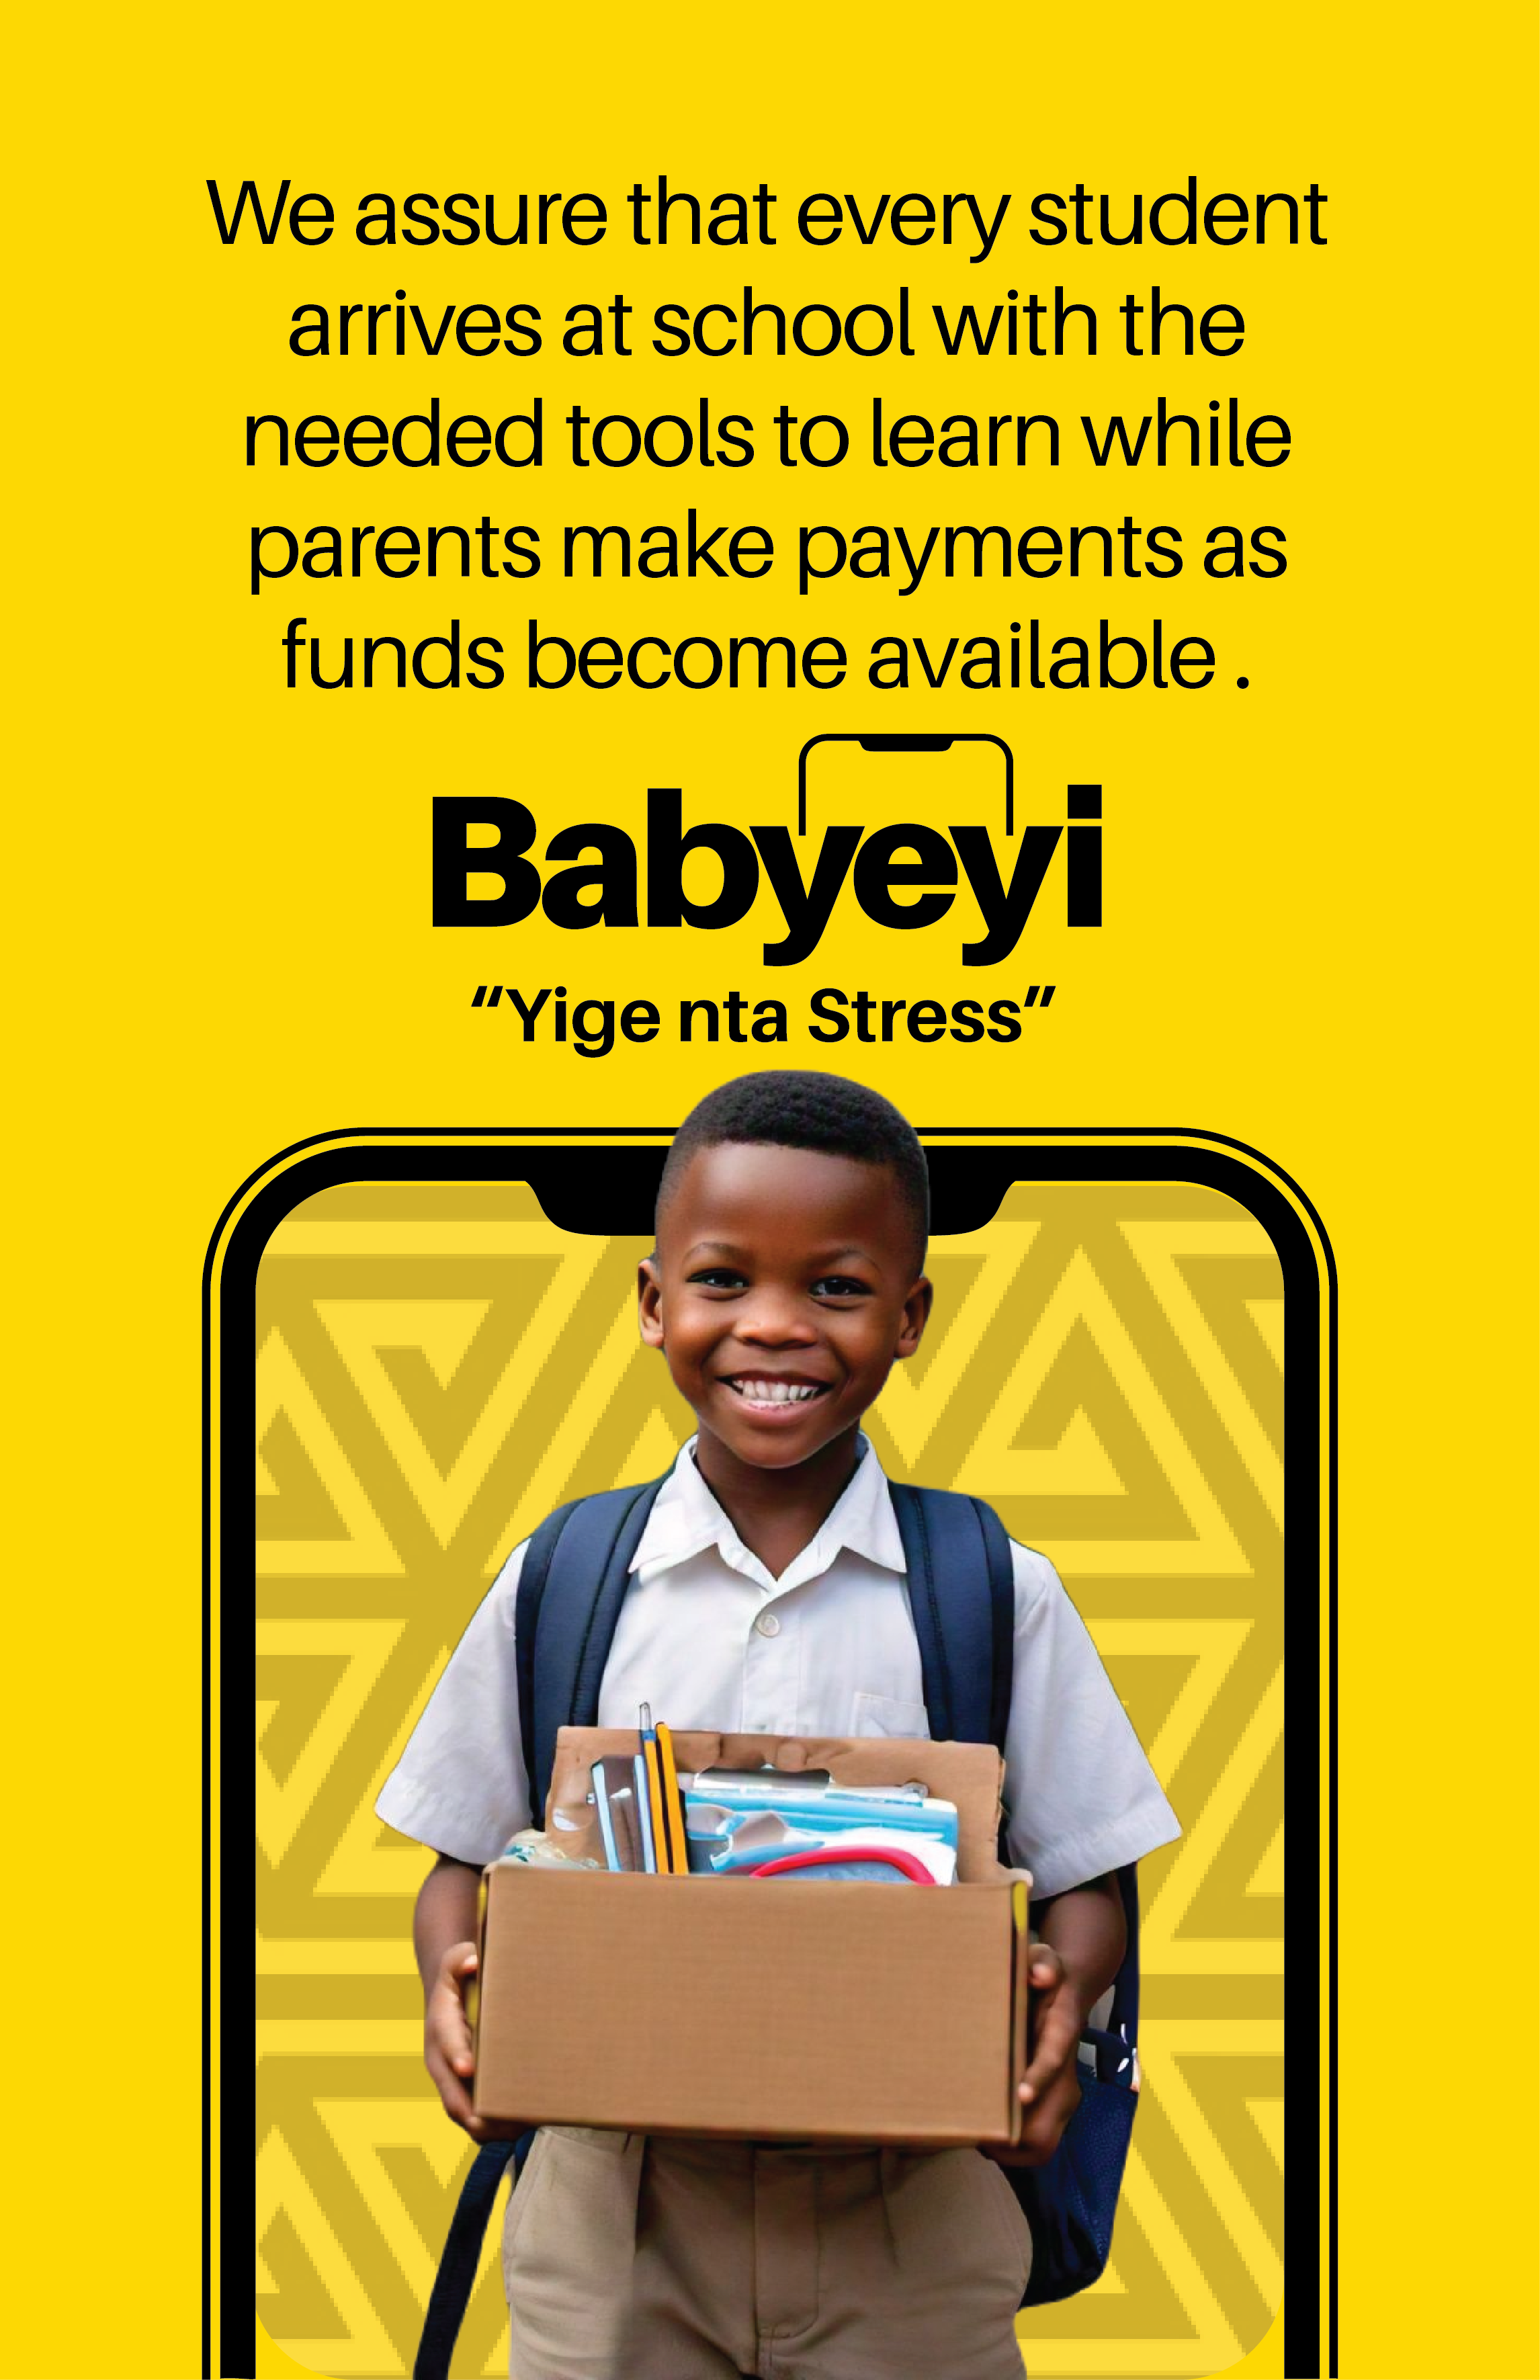 We assure that every student
arrives at school with the
needed tools to learn while
parents make payments as
funds become available .
Babyeyi
“Yige nta Stress”